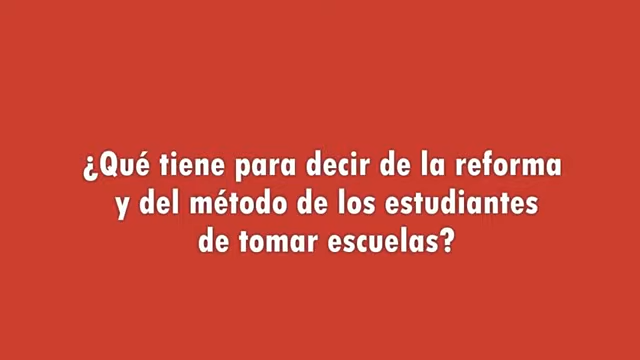 ¿Qué tiene para decir de la reforma
y del método de los estudiantes
de tomar escuelas?